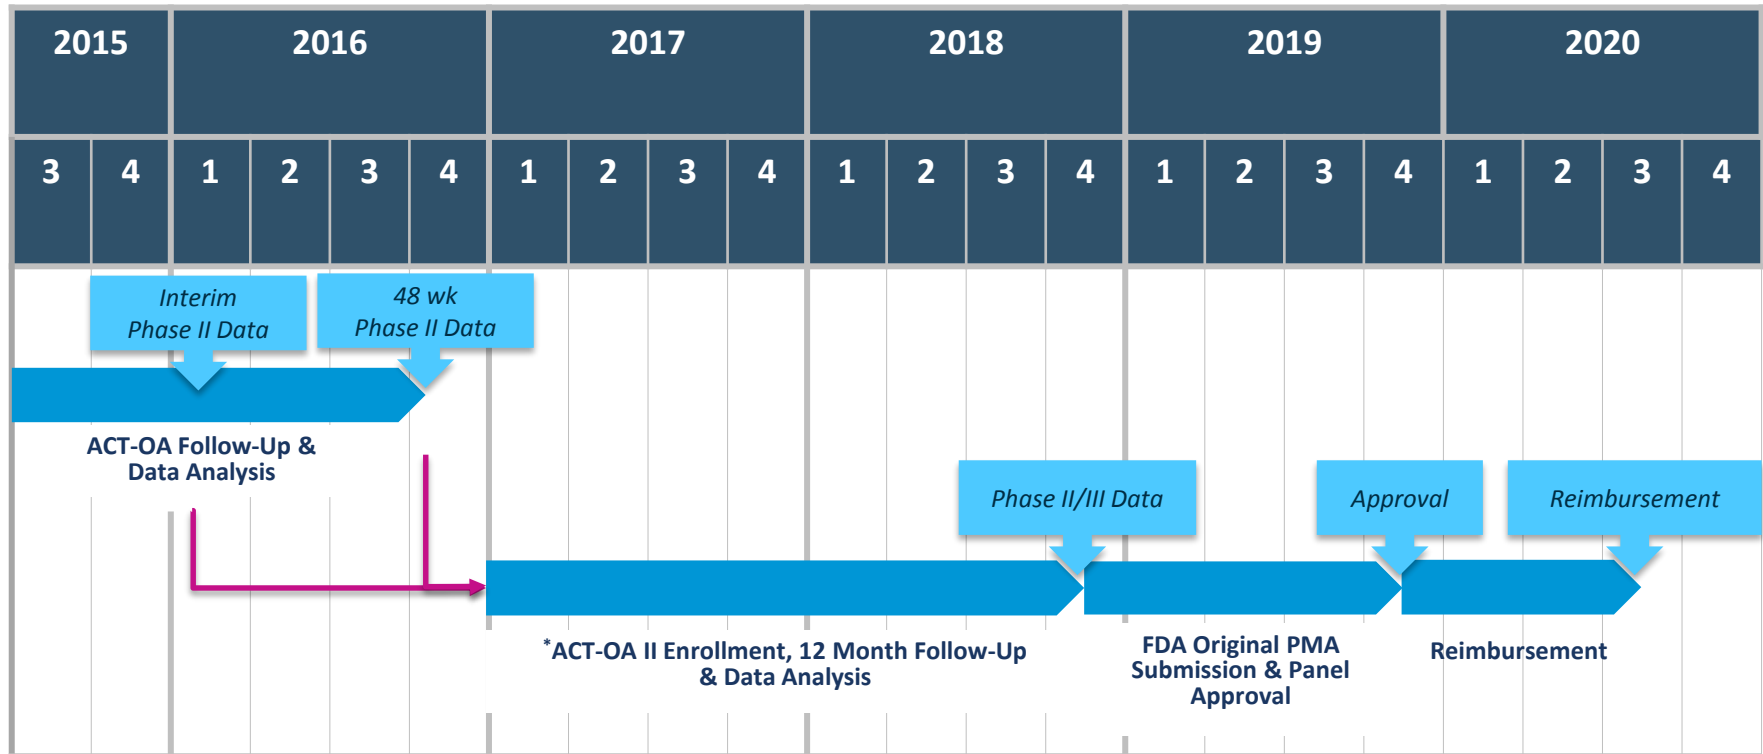 2015 2016 2017 2018 2019 2020
3 4 1 2 3 4 1 2 3 4 1 2 3 4 1 2 3 4 1 2 3 4
Interim
Phase II Data
48 wk
Phase II Data
ACT-OA Follow-Up &
Data Analysis
Phase II/III Data
Approval
Reimbursement
*ACT-OA II Enrollment, 12 Month Follow-Up
& Data Analysis
FDA Original PMA
Submission & Panel
Approval
Reimbursement